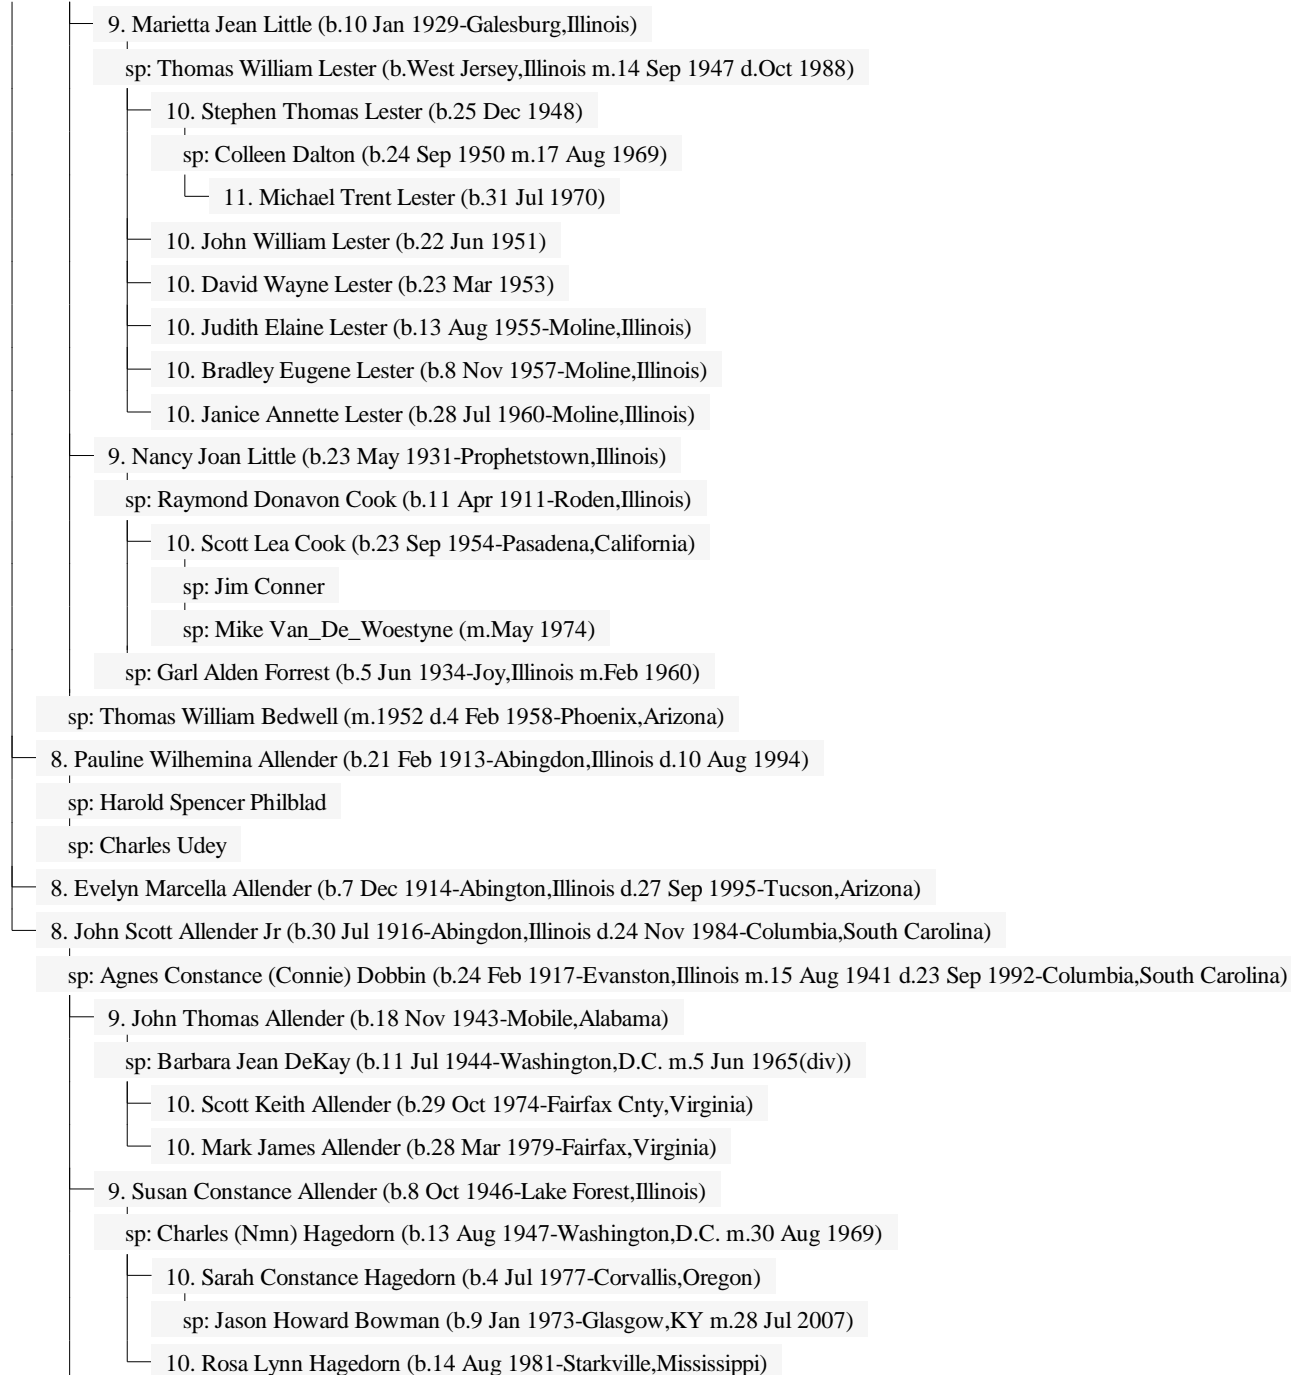 9. Marietta Jean Little (b.10 Jan 1929-Galesburg,Illinois)
sp: Thomas William Lester (b.West Jersey,Illinois m.14 Sep 1947 d.Oct 1988)
10. Stephen Thomas Lester (b.25 Dec 1948)
sp: Colleen Dalton (b.24 Sep 1950 m.17 Aug 1969)
11. Michael Trent Lester (b.31 Jul 1970)
10. John William Lester (b.22 Jun 1951)
10. David Wayne Lester (b.23 Mar 1953)
10. Judith Elaine Lester (b.13 Aug 1955-Moline,Illinois)
10. Bradley Eugene Lester (b.8 Nov 1957-Moline,Illinois)
10. Janice Annette Lester (b.28 Jul 1960-Moline,Illinois)
9. Nancy Joan Little (b.23 May 1931-Prophetstown,Illinois)
sp: Raymond Donavon Cook (b.11 Apr 1911-Roden,Illinois)
10. Scott Lea Cook (b.23 Sep 1954-Pasadena,California)
sp: Jim Conner
sp: Mike Van_De_Woestyne (m.May 1974)
sp: Garl Alden Forrest (b.5 Jun 1934-Joy,Illinois m.Feb 1960)
sp: Thomas William Bedwell (m.1952 d.4 Feb 1958-Phoenix,Arizona)
8. Pauline Wilhemina Allender (b.21 Feb 1913-Abingdon,Illinois d.10 Aug 1994)
sp: Harold Spencer Philblad
sp: Charles Udey
8. Evelyn Marcella Allender (b.7 Dec 1914-Abington,Illinois d.27 Sep 1995-Tucson,Arizona)
8. John Scott Allender Jr (b.30 Jul 1916-Abingdon,Illinois d.24 Nov 1984-Columbia,South Carolina)
sp: Agnes Constance (Connie) Dobbin (b.24 Feb 1917-Evanston,Illinois m.15 Aug 1941 d.23 Sep 1992-Columbia,South Carolina)
9. John Thomas Allender (b.18 Nov 1943-Mobile,Alabama)
sp: Barbara Jean DeKay (b.11 Jul 1944-Washington,D.C. m.5 Jun 1965(div))
10. Scott Keith Allender (b.29 Oct 1974-Fairfax Cnty,Virginia)
10. Mark James Allender (b.28 Mar 1979-Fairfax,Virginia)
9. Susan Constance Allender (b.8 Oct 1946-Lake Forest,Illinois)
sp: Charles (Nmn) Hagedorn (b.13 Aug 1947-Washington,D.C. m.30 Aug 1969)
10. Sarah Constance Hagedorn (b.4 Jul 1977-Corvallis,Oregon)
sp: Jason Howard Bowman (b.9 Jan 1973-Glasgow,KY m.28 Jul 2007)
10. Rosa Lynn Hagedorn (b.14 Aug 1981-Starkville,Mississippi)